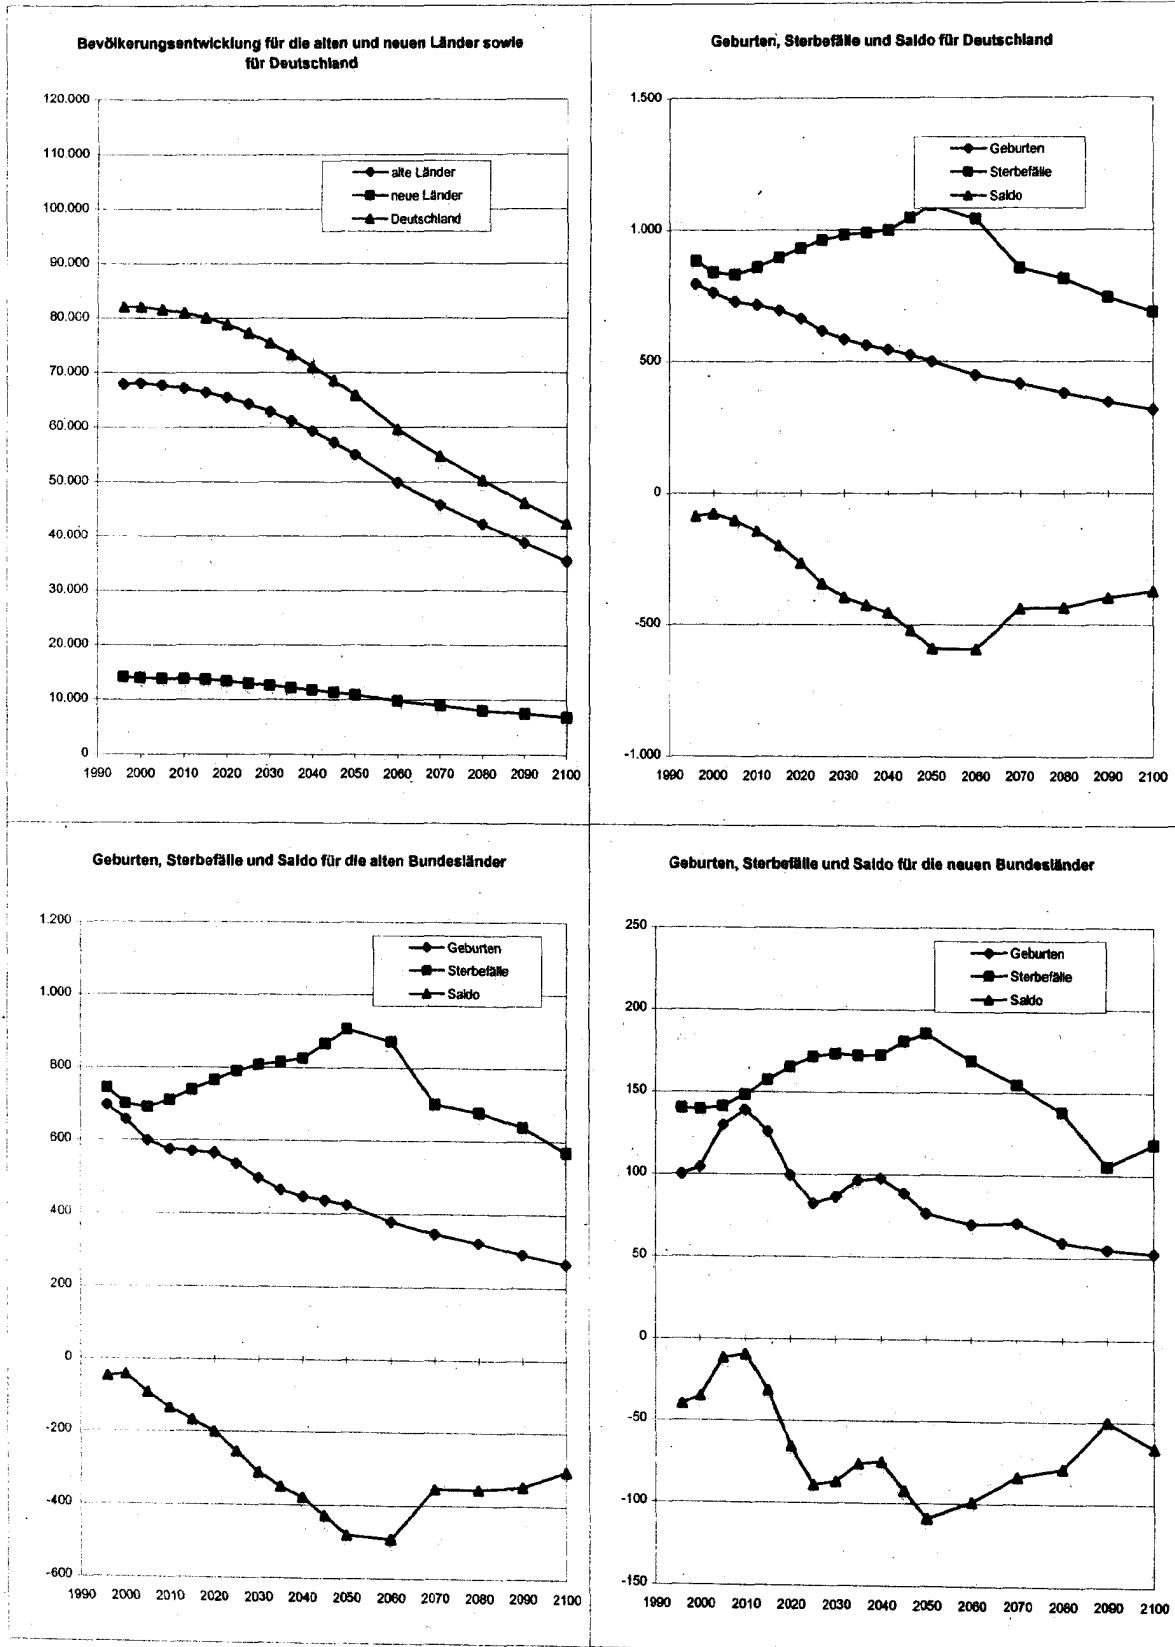 Bevölkerungsentwicklung für die alten und neuen Länder sowie
für Deutschland
120.000
110.000
100.000
90.000
80.000
70.000
60.000
50.000
40.000
30.000
20.000
10.000
0
alte Länder
neue Länder
Deutschland
1990 2000 2010 2020 2030 2040 2050 2060 2070 2080 2090 2100
Geburten, Sterbefälle und Saldo für Deutschland
1.500
1.000
500
0
-500
-1.000
Geburten
Sterbefälle
Saldo
1990 2000 2010 2020 2030 2040 2050 2060 2070 2080 2090 2100
Geburten, Sterbefälle und Saldo für die alten Bundesländer
1.200
1.000
800
600
400
200
0
-200
-400
-600
Geburten
Sterbefälle
Saldo
1990 2000 2010 2020 2030 2040 2050 2060 2070 2080 2090 2100
Geburten, Sterbefälle und Saldo für die neuen Bundesländer
250
200
150
100
50
0
-50
-100
-150
Geburten
Sterbefälle
Saldo
1990 2000 2010 2020 2030 2040 2050 2060 2070 2080 2090 2100